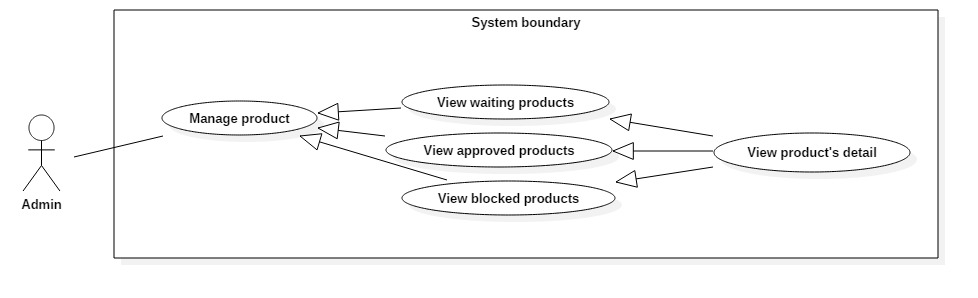 System boundary
View waiting products
Manage product
View approved products
View product's detail
View blocked products
Admin